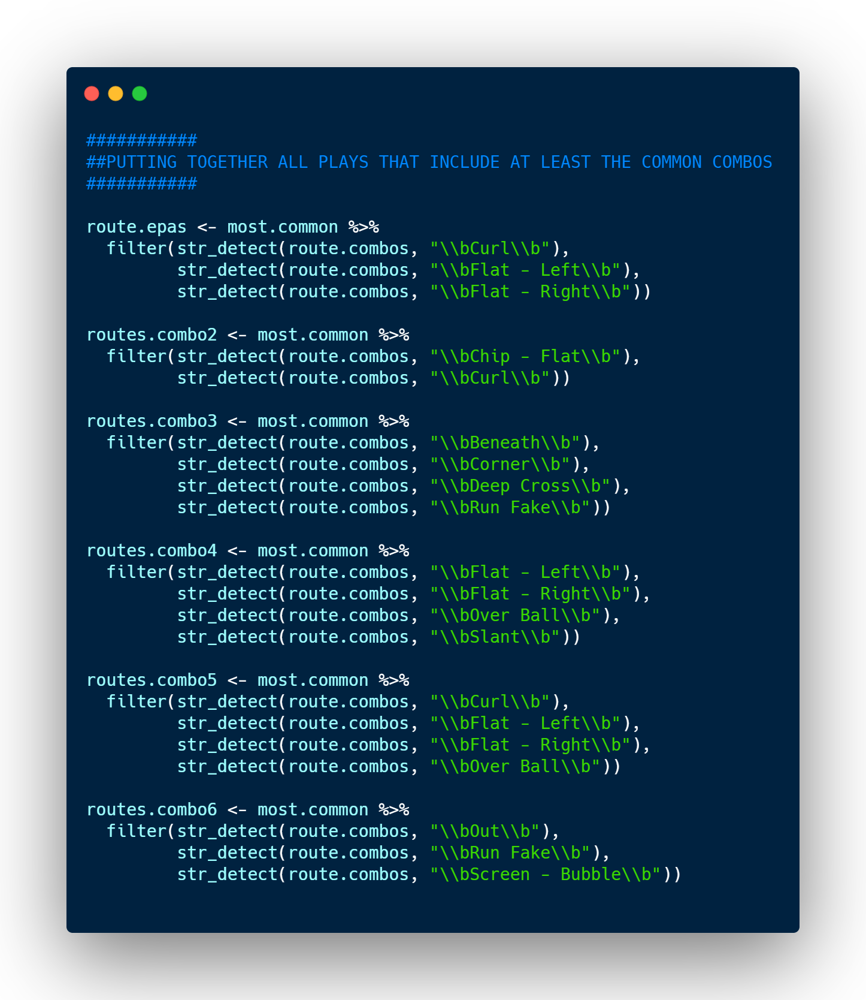 ###########
##PUTTING TOGETHER ALL PLAYS THAT INCLUDE AT LEAST THE COMMON COMBOS
###########

route.epas <- most.common %>%
  filter(str_detect(route.combos, "\\bCurl\\b"),
         str_detect(route.combos, "\\bFlat - Left\\b"),
         str_detect(route.combos, "\\bFlat - Right\\b"))

routes.combo2 <- most.common %>%
  filter(str_detect(route.combos, "\\bChip - Flat\\b"),
         str_detect(route.combos, "\\bCurl\\b"))

routes.combo3 <- most.common %>%
  filter(str_detect(route.combos, "\\bBeneath\\b"),
         str_detect(route.combos, "\\bCorner\\b"),
         str_detect(route.combos, "\\bDeep Cross\\b"),
         str_detect(route.combos, "\\bRun Fake\\b"))

routes.combo4 <- most.common %>%
  filter(str_detect(route.combos, "\\bFlat - Left\\b"),
         str_detect(route.combos, "\\bFlat - Right\\b"),
         str_detect(route.combos, "\\bOver Ball\\b"),
         str_detect(route.combos, "\\bSlant\\b"))

routes.combo5 <- most.common %>%
  filter(str_detect(route.combos, "\\bCurl\\b"),
         str_detect(route.combos, "\\bFlat - Left\\b"),
         str_detect(route.combos, "\\bFlat - Right\\b"),
         str_detect(route.combos, "\\bOver Ball\\b"))

routes.combo6 <- most.common %>%
  filter(str_detect(route.combos, "\\bOut\\b"),
         str_detect(route.combos, "\\bRun Fake\\b"),
         str_detect(route.combos, "\\bScreen - Bubble\\b"))